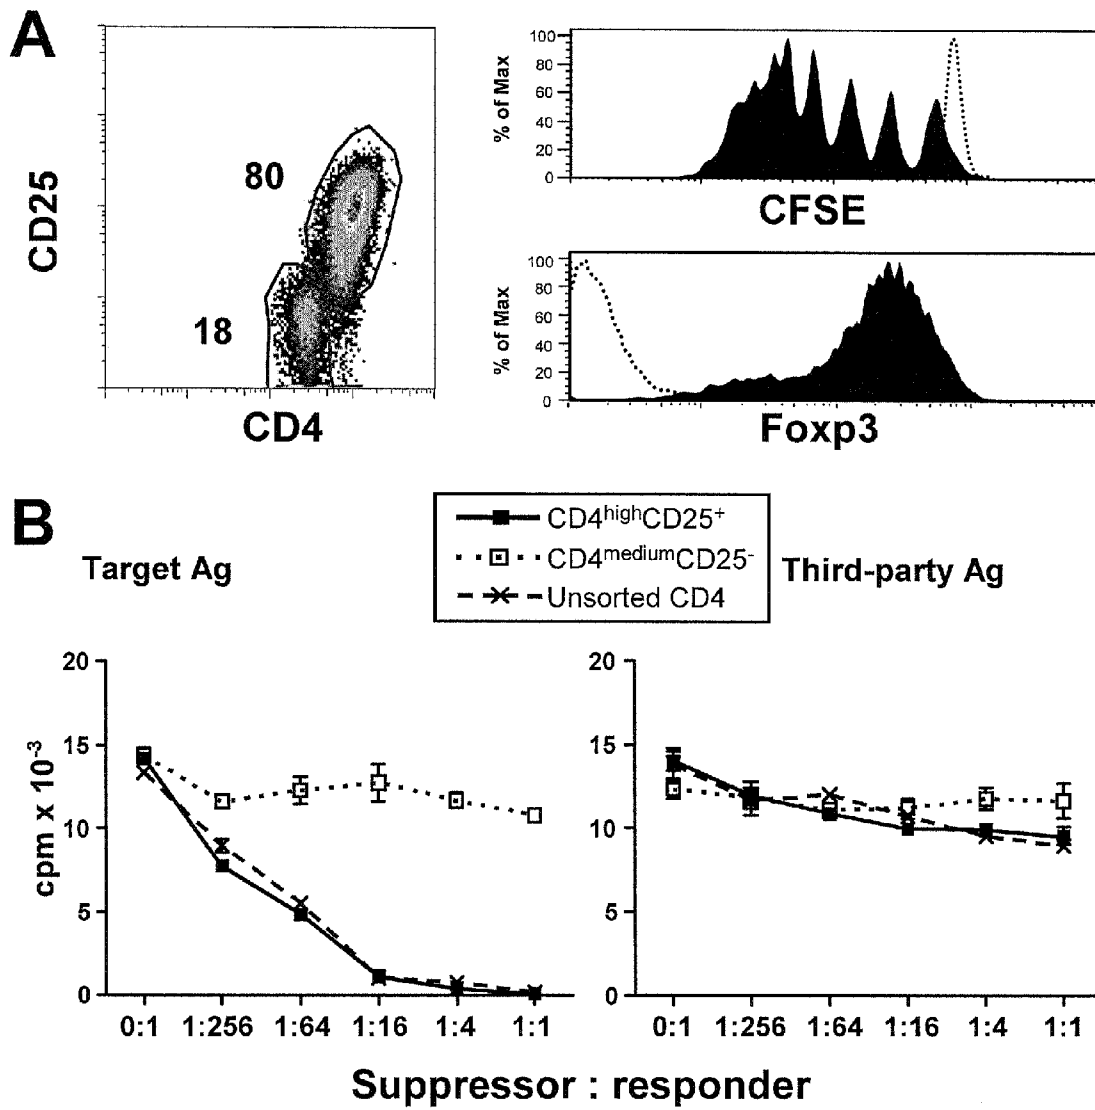 A
CD25
80
18
CD4
% of Max
100
80
60
40
20
0
CFSE
% of Max
100
80
60
40
20
0
Foxp3
B
CD4highCD25+
CD4mediumCD25-
Unsorted CD4
Target Ag
Third-party Ag
cpm x 10-3
20
15
10
5
0
0:1 1:256 1:64 1:16 1:4 1:1
20
15
10
5
0
0:1 1:256 1:64 1:16 1:4 1:1
Suppressor : responder